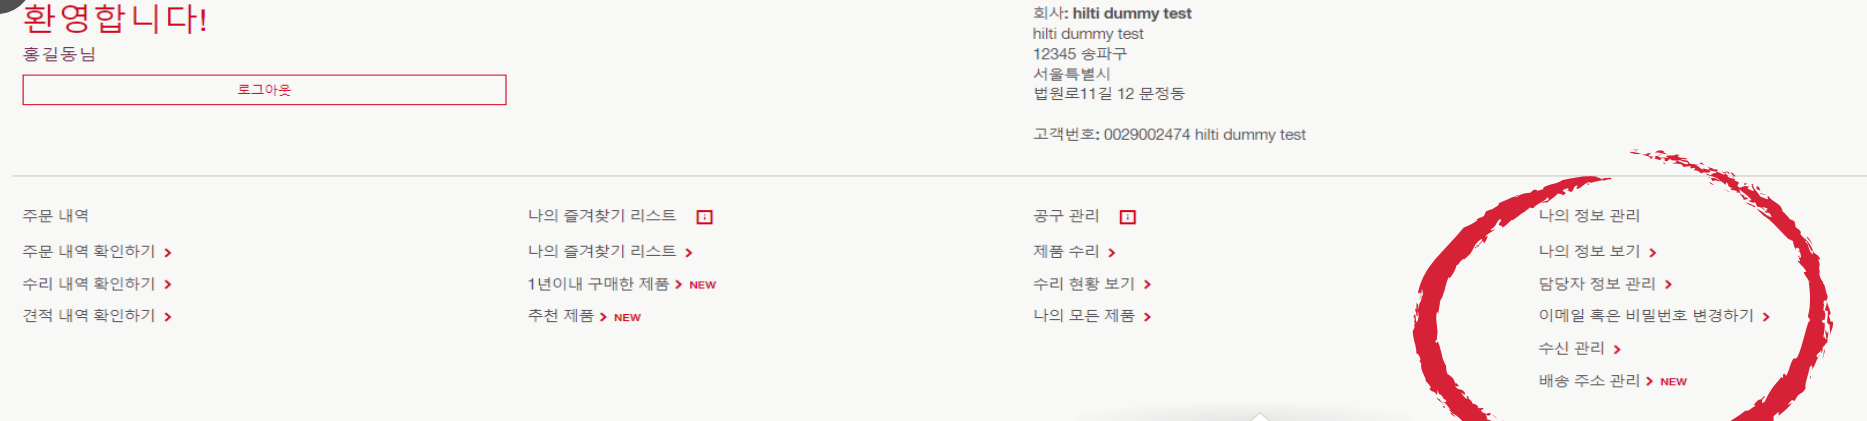 환영합니다!
홍길동님
로그아웃
회사: hilti dummy test
hilti dummy test
12345 송파구
서울특별시
법원로11길 12 문정동
고객번호: 0029002474 hilti dummy test
주문 내역
주문 내역 확인하기
수리 내역 확인하기
견적 내역 확인하기
나의 즐겨찾기 리스트
나의 즐겨찾기 리스트
1년이내 구매한 제품 NEW
추천 제품 NEW
공구 관리
제품 수리
수리 현황 보기
나의 모든 제품
나의 정보 관리
나의 정보 보기
담당자 정보 관리
이메일 혹은 비밀번호 변경하기
수신 관리
배송 주소 관리 NEW